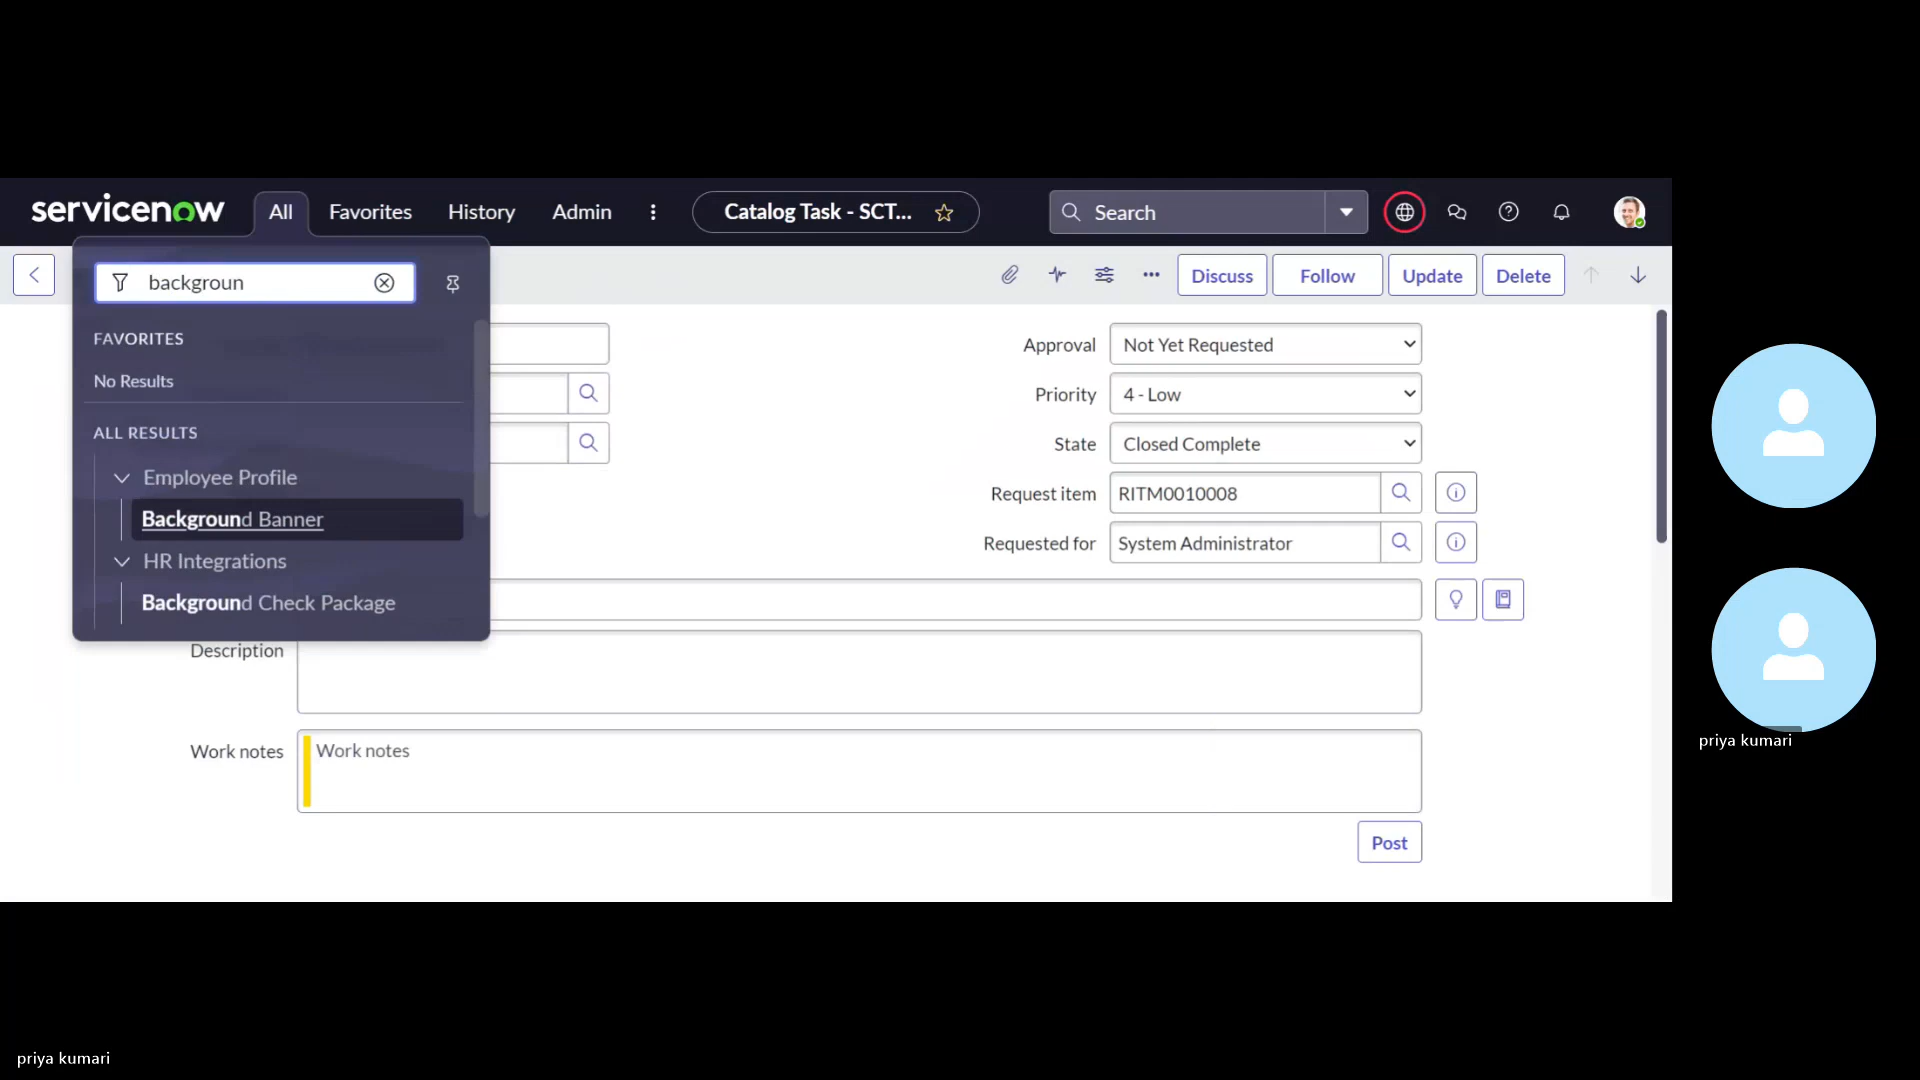 servicenow All Favorites History Admin Catalog Task - SCT... Search
backgroun
Discuss Follow Update Delete
FAVORITES
No Results
ALL RESULTS
Employee Profile
Background Banner
HR Integrations
Background Check Package
Approval Not Yet Requested
Priority 4 - Low
State Closed Complete
Request item RITM0010008
Requested for System Administrator
Description
Work notes Work notes
Post
priya kumari
priya kumari